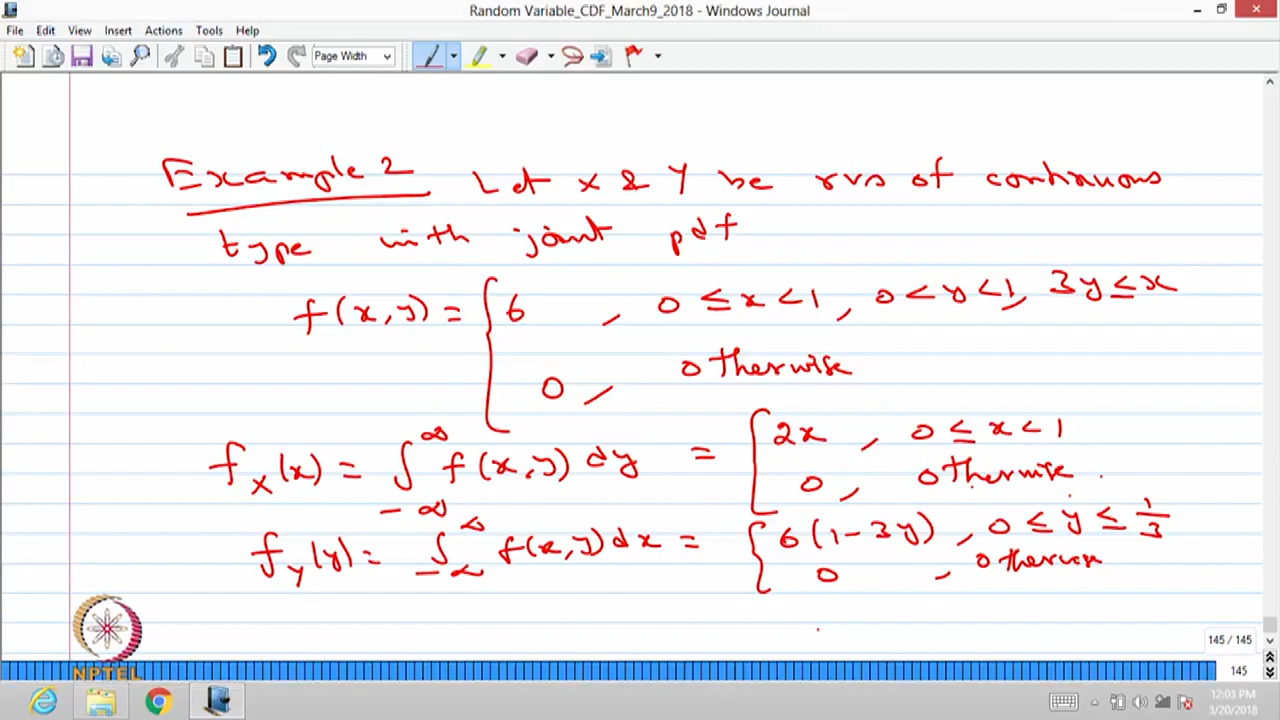 Random Variable_CDF_March9_2018 - Windows Journal
File Edit View Insert Actions Tools Help
Page Width
Example 2 Let X & Y be rvs of continuous
type with joint pdf
f(x,y) = { 6 , 0 ≤ x < 1, 0 < y < 1, 3y ≤ x
0, otherwise
f_X(x) = ∫_{-∞}^{∞} f(x,y) dy = { 2x , 0 ≤ x < 1
0, otherwise.
f_Y(y) = ∫_{-∞}^{∞} f(x,y) dx = { 6(1-3y) , 0 ≤ y ≤ 1/3
0 , otherwise
NPTEL
145 / 145
145
12:03 PM
3/20/2018